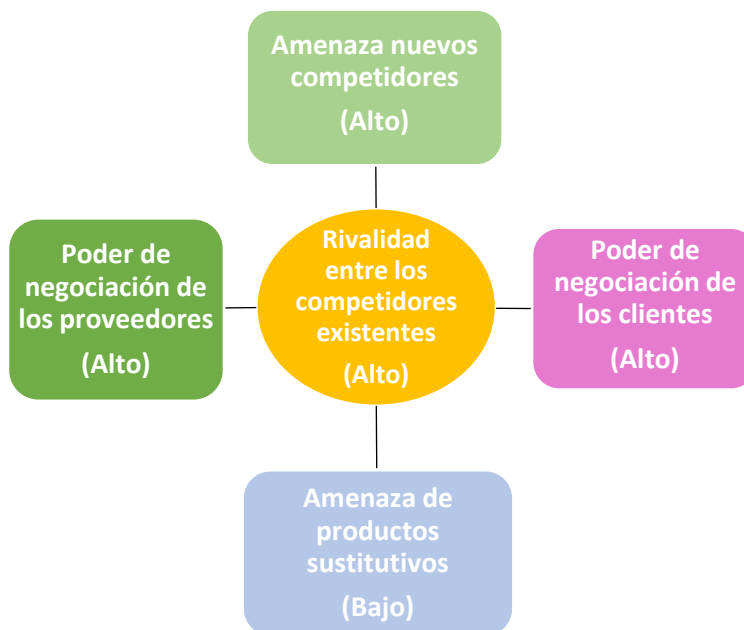 Amenaza nuevos
competidores
(Alto)
Poder de
negociación de
los proveedores
(Alto)
Rivalidad
entre los
competidores
existentes
(Alto)
Poder de
negociación de
los clientes
(Alto)
Amenaza de
productos
sustitutivos
(Bajo)